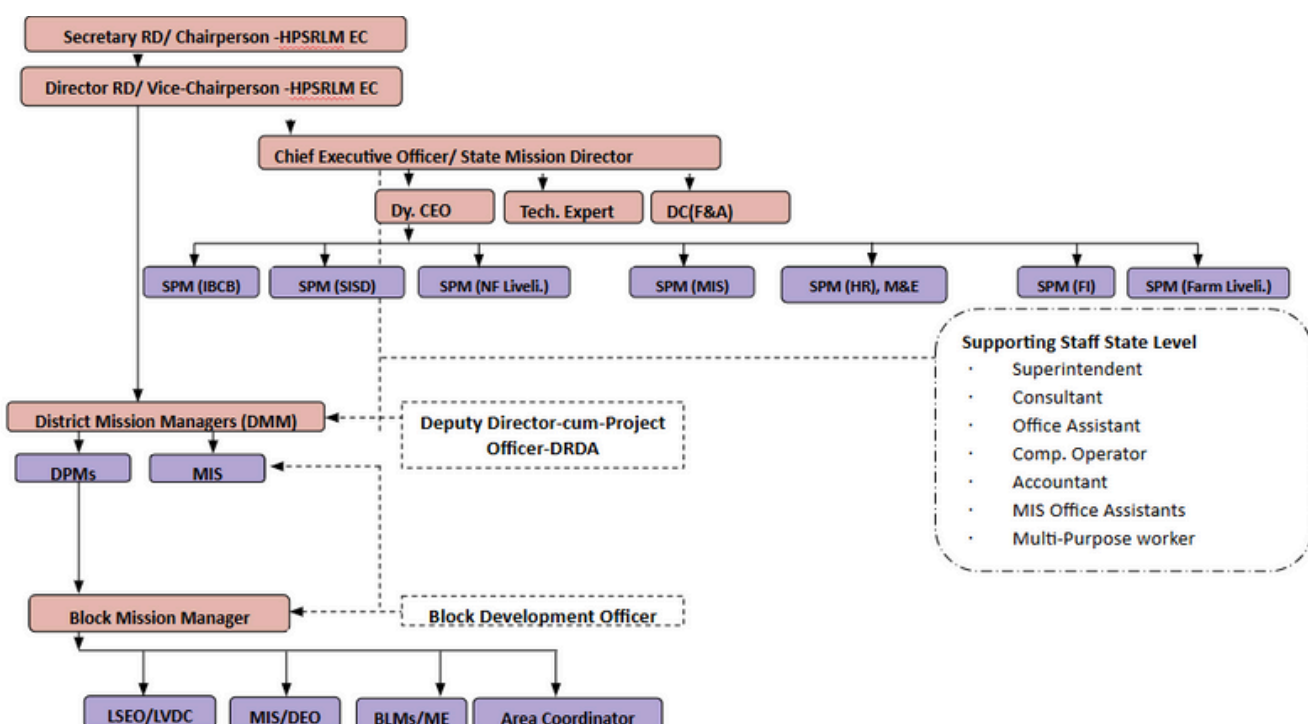 Secretary RD/ Chairperson -HPSRLM EC
Director RD/ Vice-Chairperson -HPSRLM EC
Chief Executive Officer/ State Mission Director
Dy. CEO
Tech. Expert
DC(F&A)
SPM (IBCB)
SPM (SISD)
SPM (NF Liveli.)
SPM (MIS)
SPM (HR), M&E
SPM (FI)
SPM (Farm Liveli.)
Supporting Staff State Level
· Superintendent
· Consultant
· Office Assistant
· Comp. Operator
· Accountant
· MIS Office Assistants
· Multi-Purpose worker
District Mission Managers (DMM)
Deputy Director-cum-Project
Officer-DRDA
DPMs
MIS
Block Mission Manager
Block Development Officer
LSEO/LVDC
MIS/DEO
BLMs/ME
Area Coordinator